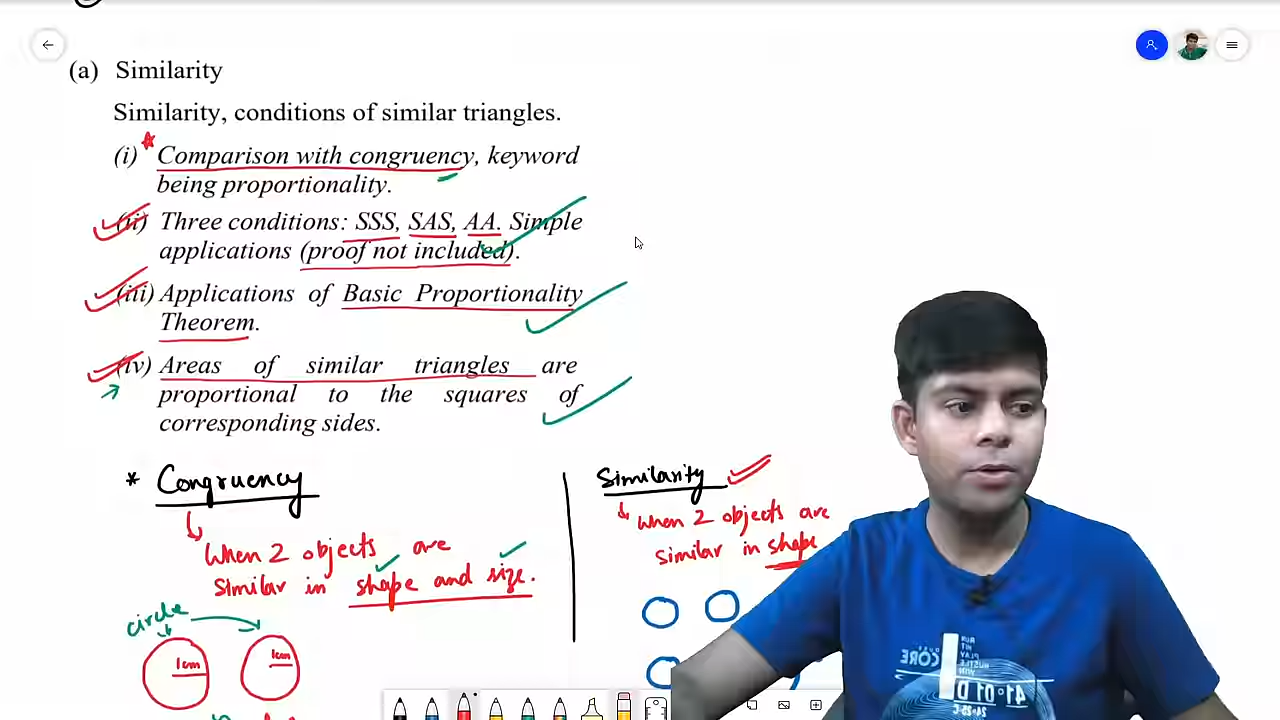 (a) Similarity
Similarity, conditions of similar triangles.
(i) * Comparison with congruency, keyword
being proportionality.
(ii) Three conditions: SSS, SAS, AA. Simple
applications (proof not included).
(iii) Applications of Basic Proportionality
Theorem.
(iv) Areas of similar triangles are
proportional to the squares of
corresponding sides.
* Congruency
When 2 objects are
similar in shape and size.
circle
1cm 1cm
Similarity
When 2 objects are
similar in shape
CORE
41°01 D